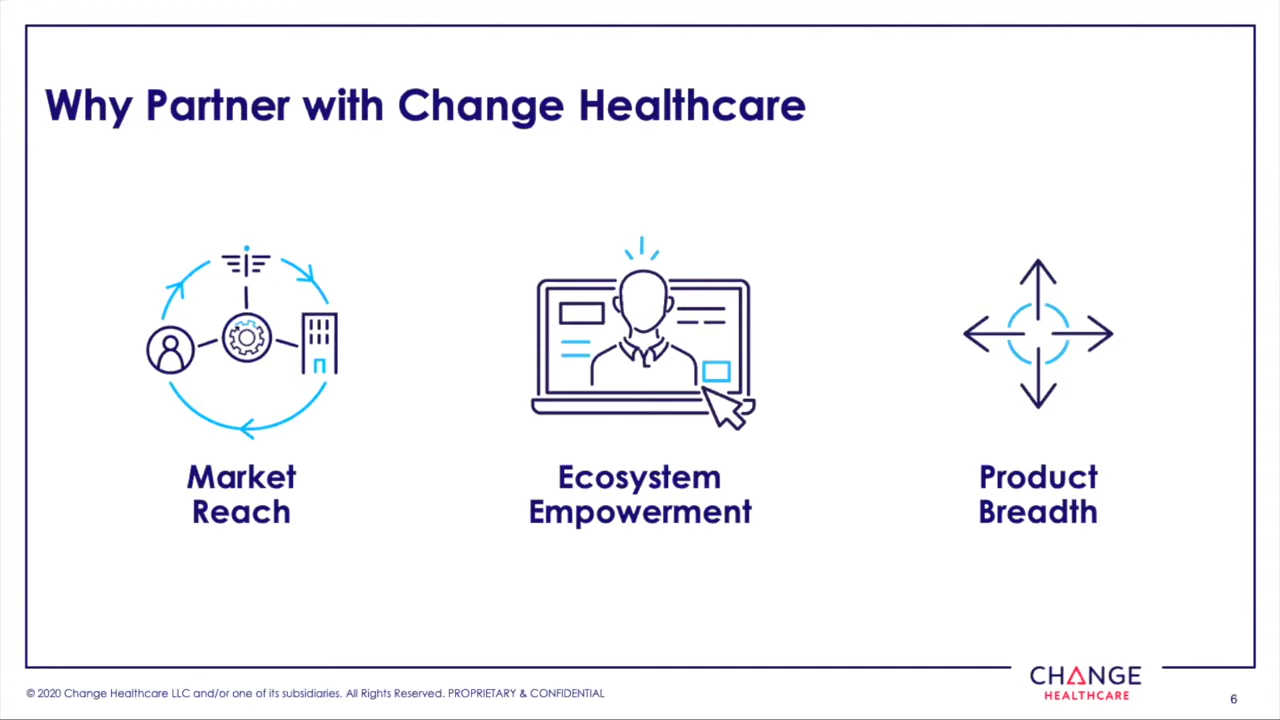 Why Partner with Change Healthcare
Market
Reach
Ecosystem
Empowerment
Product
Breadth
© 2020 Change Healthcare LLC and/or one of its subsidiaries. All Rights Reserved. PROPRIETARY & CONFIDENTIAL
CHANGE
HEALTHCARE
6